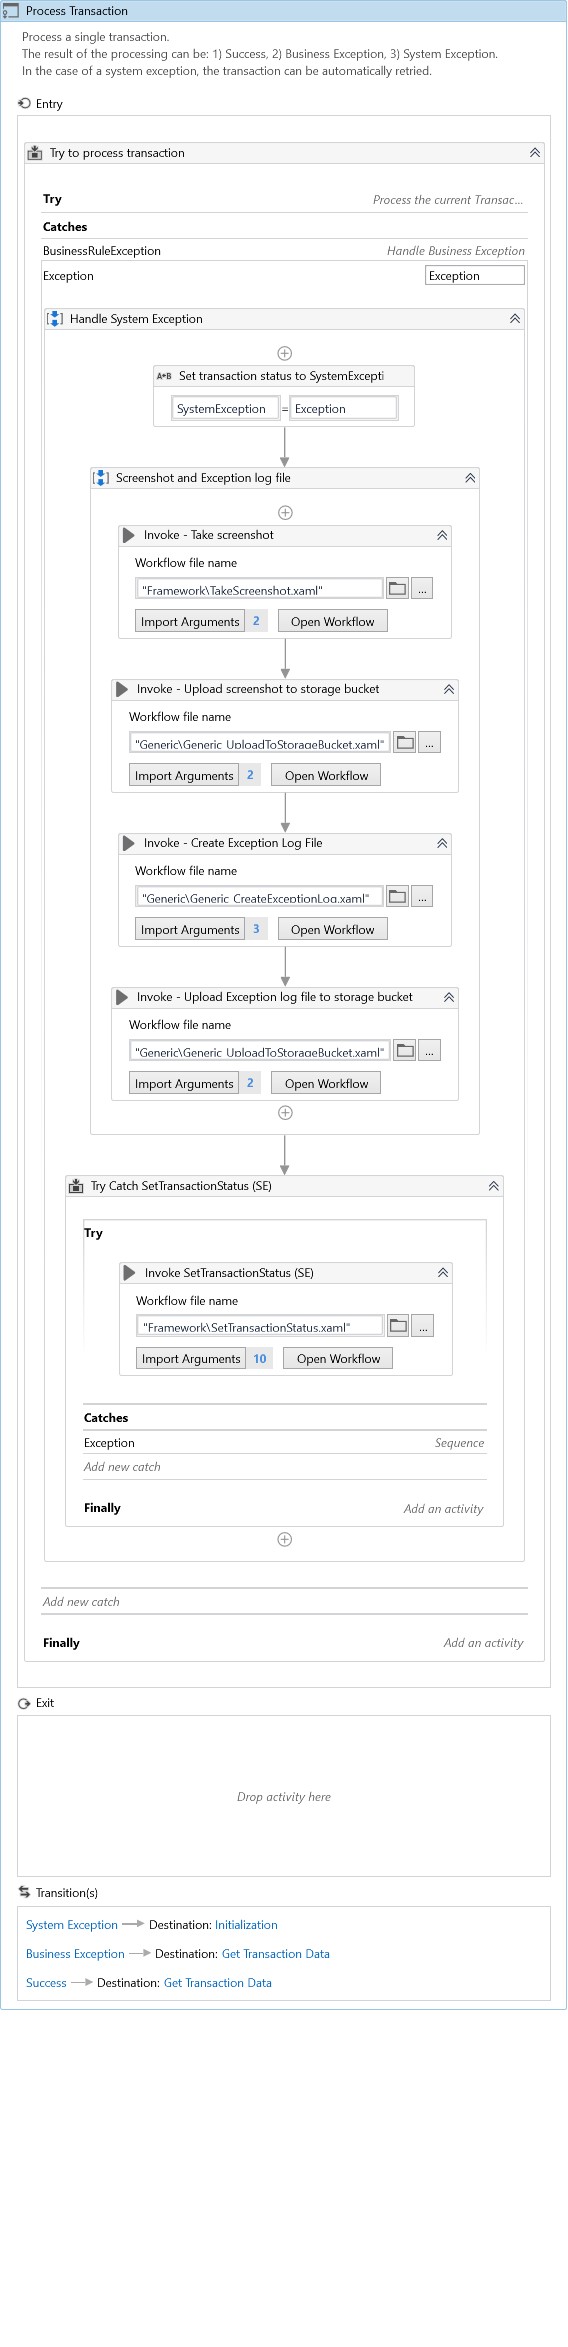 Process Transaction
Process a single transaction.
The result of the processing can be: 1) Success, 2) Business Exception, 3) System Exception.
In the case of a system exception, the transaction can be automatically retried.
Entry
Try to process transaction
Try Process the current Transac...
Catches
BusinessRuleException Handle Business Exception
Exception Exception
Handle System Exception
A+B Set transaction status to SystemExcepti
SystemException = Exception
Screenshot and Exception log file
Invoke - Take screenshot
Workflow file name
"Framework\TakeScreenshot.xaml" ...
Import Arguments 2 Open Workflow
Invoke - Upload screenshot to storage bucket
Workflow file name
"Generic\Generic_UploadToStorageBucket.xaml" ...
Import Arguments 2 Open Workflow
Invoke - Create Exception Log File
Workflow file name
"Generic\Generic_CreateExceptionLog.xaml" ...
Import Arguments 3 Open Workflow
Invoke - Upload Exception log file to storage bucket
Workflow file name
"Generic\Generic_UploadToStorageBucket.xaml" ...
Import Arguments 2 Open Workflow
Try Catch SetTransactionStatus (SE)
Try
Invoke SetTransactionStatus (SE)
Workflow file name
"Framework\SetTransactionStatus.xaml" ...
Import Arguments 10 Open Workflow
Catches
Exception Sequence
Add new catch
Finally Add an activity
Add new catch
Finally Add an activity
Exit
Drop activity here
Transition(s)
System Exception Destination: Initialization
Business Exception Destination: Get Transaction Data
Success Destination: Get Transaction Data